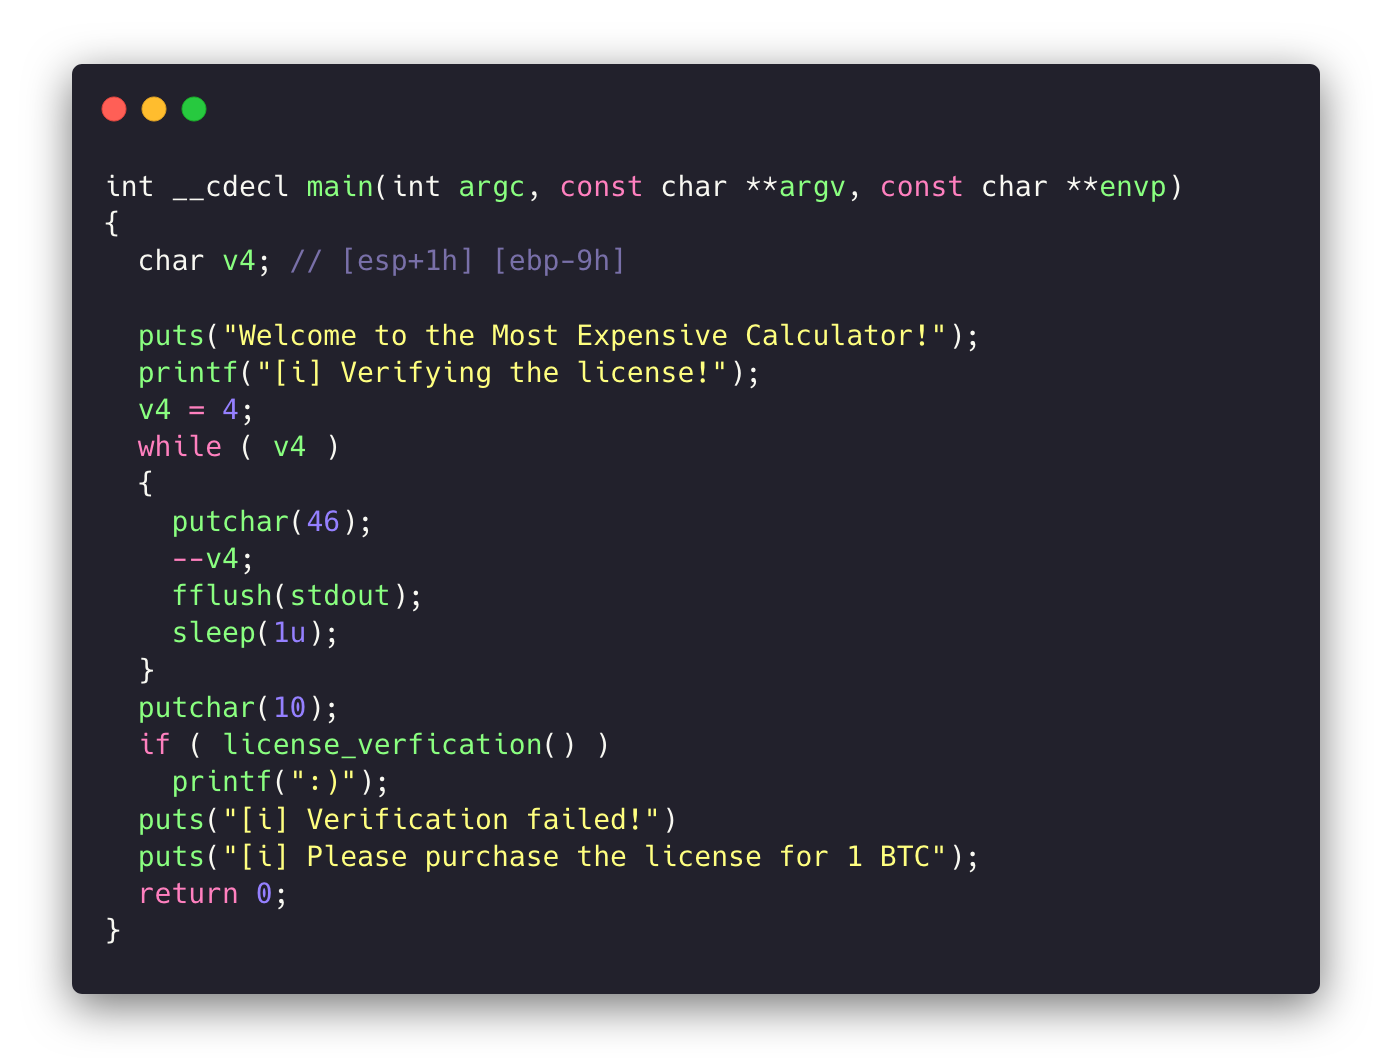 int __cdecl main(int argc, const char **argv, const char **envp)
{
  char v4; // [esp+1h] [ebp-9h]

  puts("Welcome to the Most Expensive Calculator!");
  printf("[i] Verifying the license!");
  v4 = 4;
  while ( v4 )
  {
    putchar(46);
    --v4;
    fflush(stdout);
    sleep(1u);
  }
  putchar(10);
  if ( license_verfication() )
    printf(":)");
  puts("[i] Verification failed!")
  puts("[i] Please purchase the license for 1 BTC");
  return 0;
}